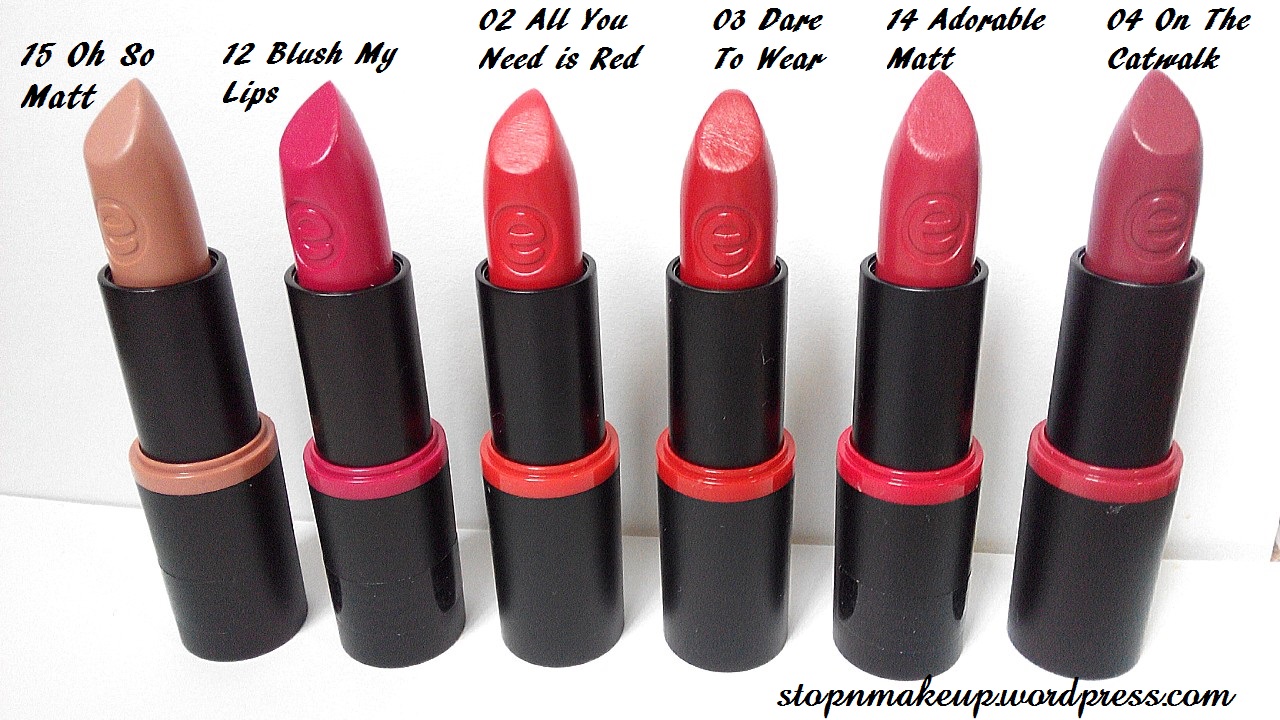 15 Oh So
Matt
12 Blush My
Lips
02 All You
Need is Red
03 Dare
To Wear
14 Adorable
Matt
04 On The
Catwalk
e
e
e
e
e
e
stopnmakeup.wordpress.com